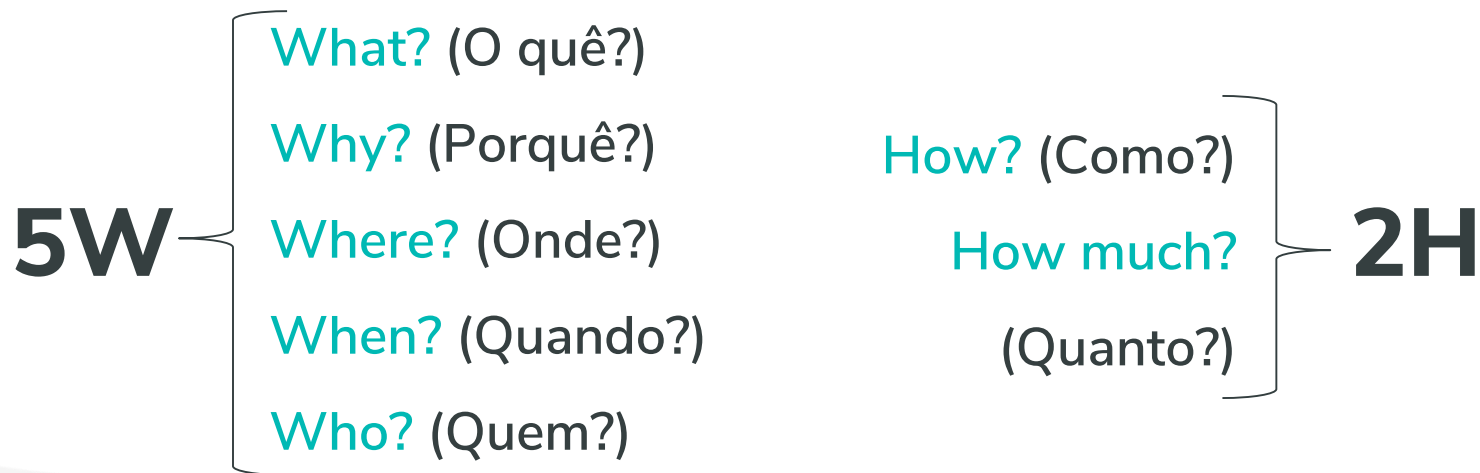 5W
What? (O quê?)
Why? (Porquê?)
Where? (Onde?)
When? (Quando?)
Who? (Quem?)
How? (Como?)
How much?
(Quanto?)
2H